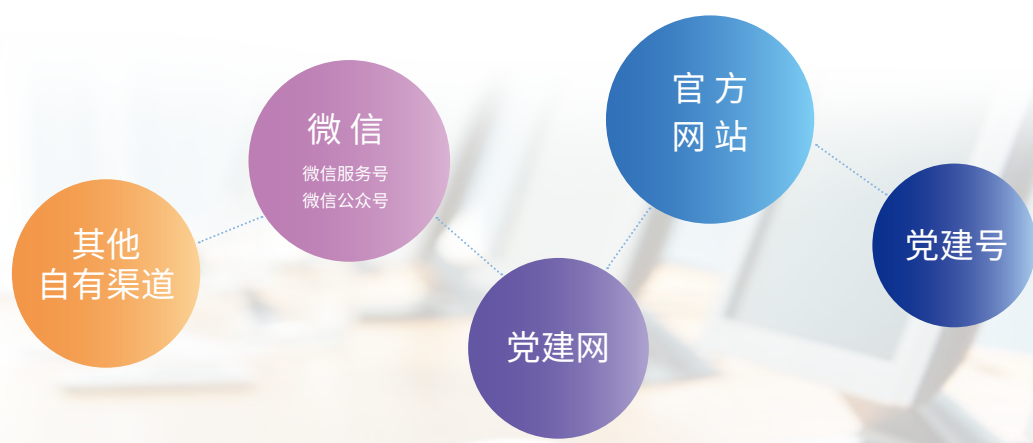 其他
自有渠道
微信
微信服务号
微信公众号
党建网
官方
网站
党建号